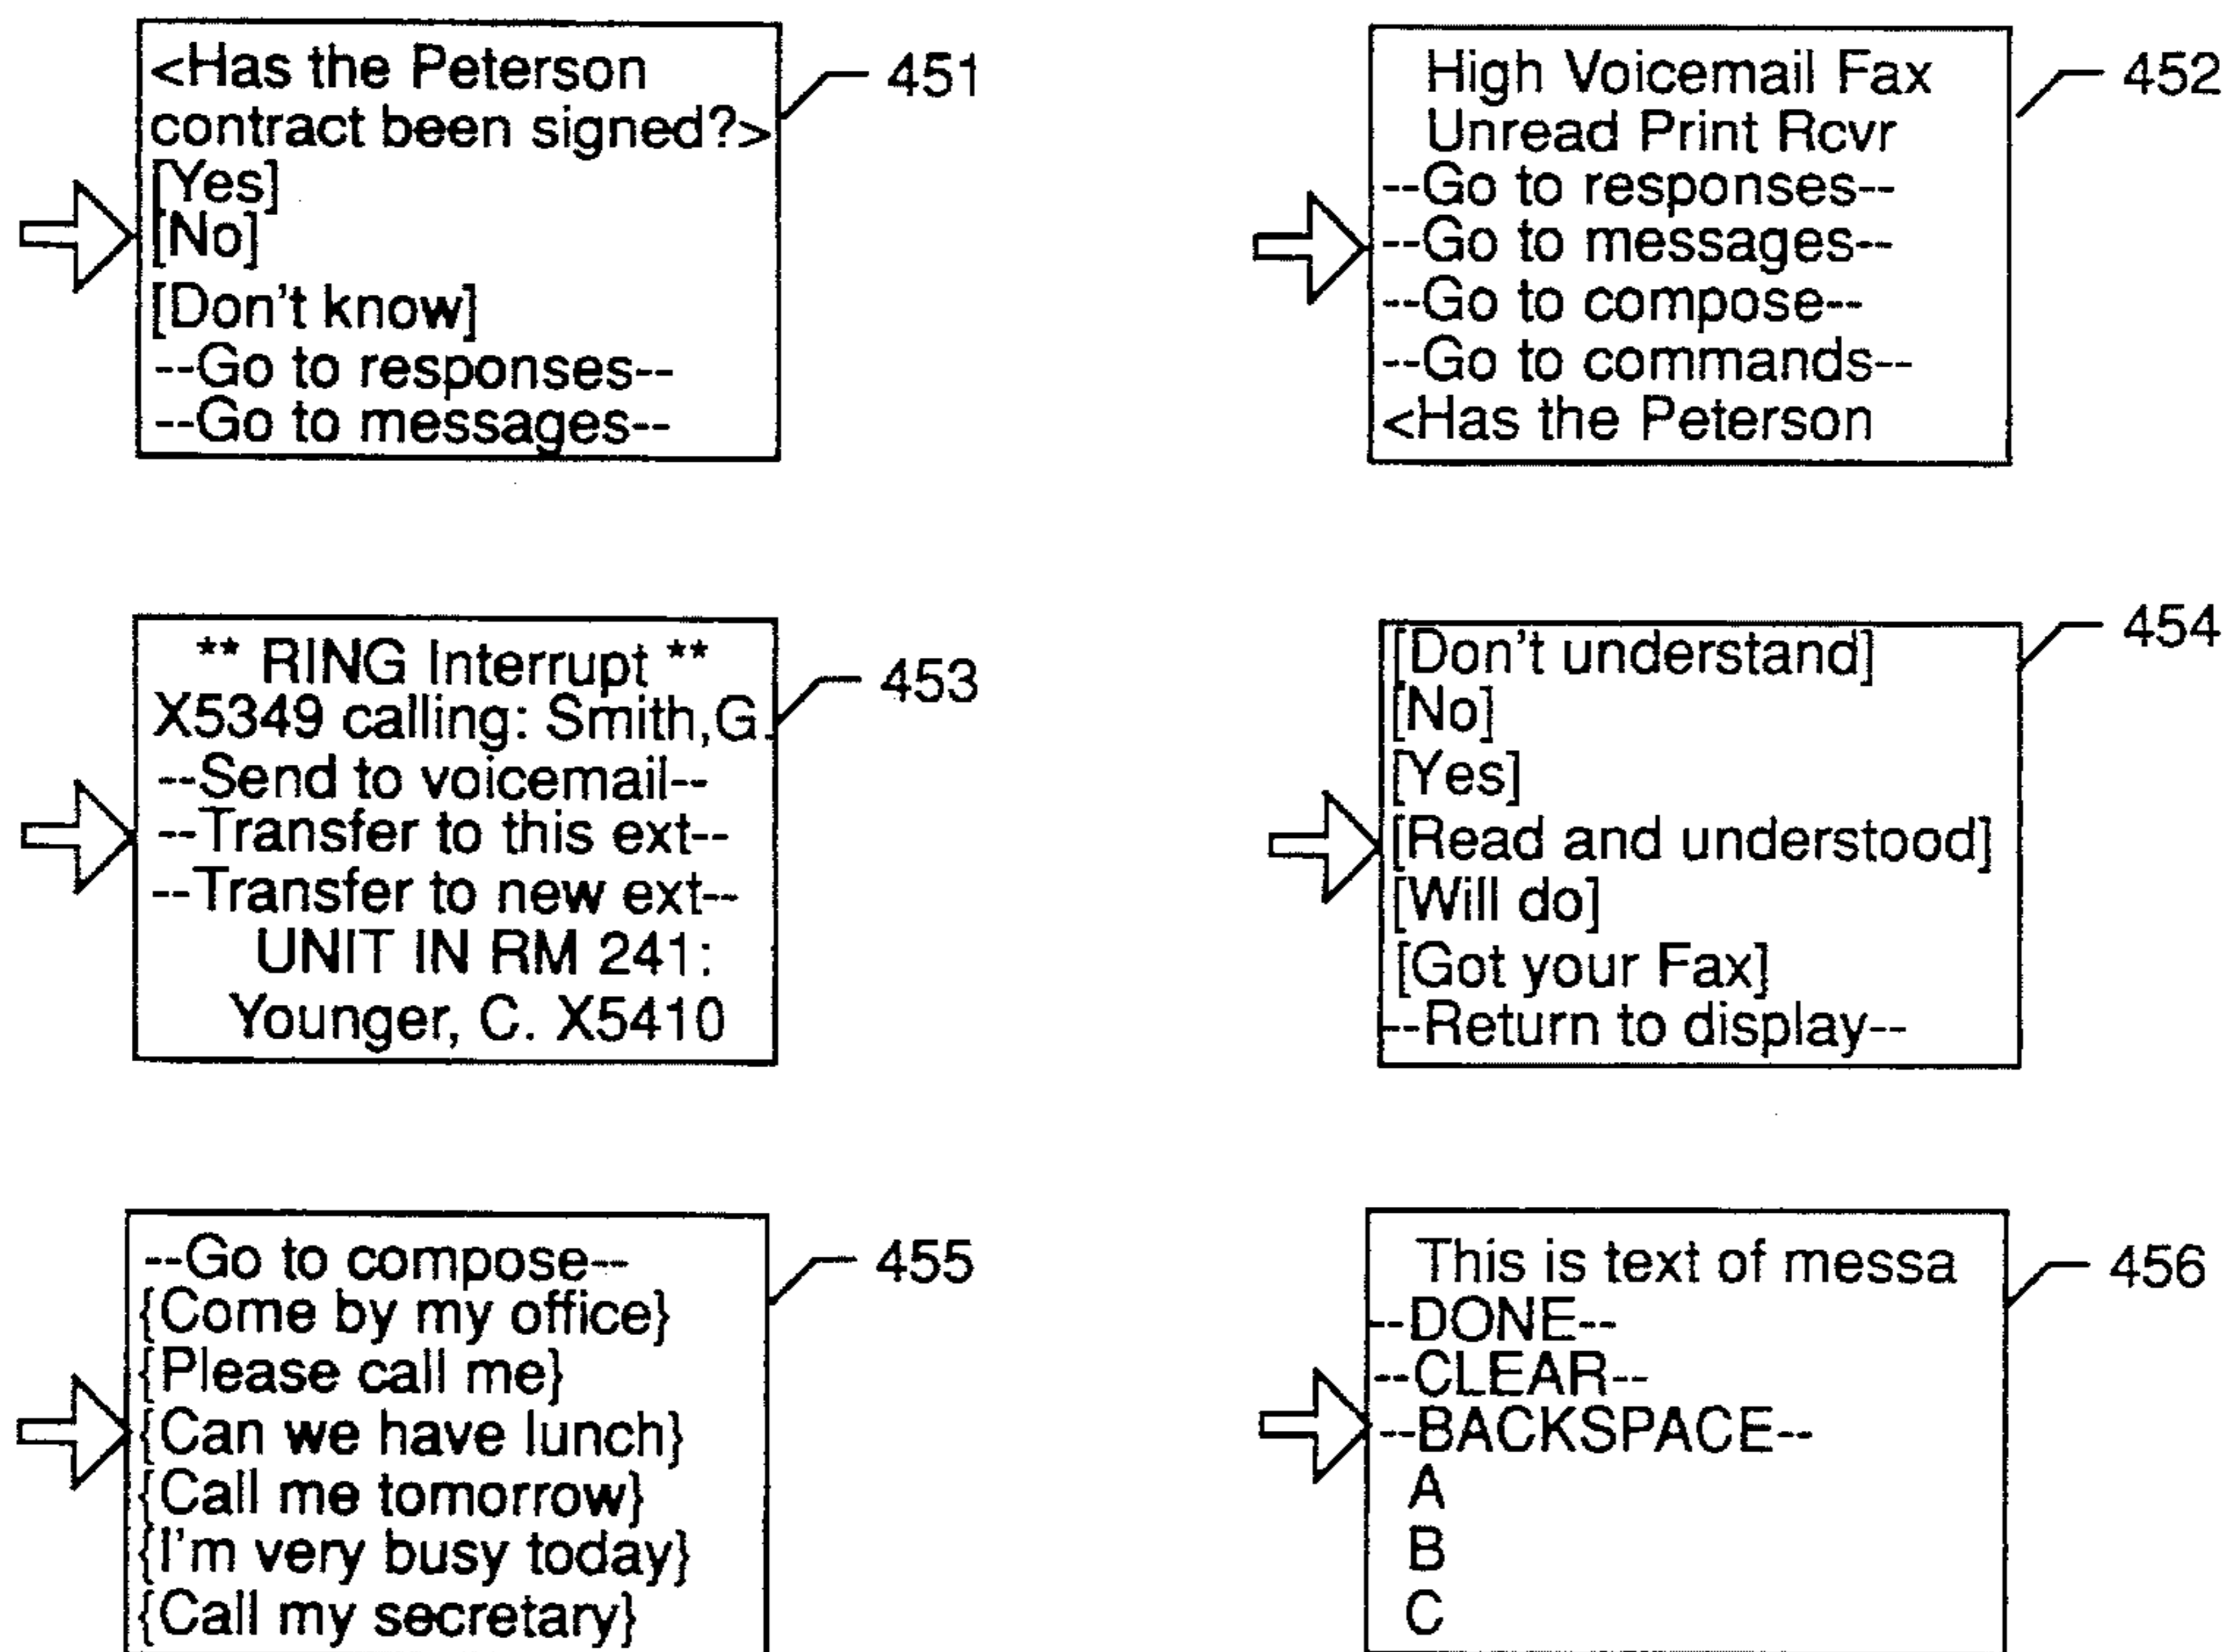 <Has the Peterson
contract been signed?>
[Yes]
[No]
[Don't know]
--Go to responses--
--Go to messages--
451
High Voicemail Fax
Unread Print Rcvr
--Go to responses--
--Go to messages--
--Go to compose--
--Go to commands--
<Has the Peterson
452
** RING Interrupt **
X5349 calling: Smith,G.
--Send to voicemail--
--Transfer to this ext--
--Transfer to new ext--
UNIT IN RM 241:
Younger, C. X5410
453
[Don't understand]
[No]
[Yes]
[Read and understood]
[Will do]
[Got your Fax]
--Return to display--
454
--Go to compose--
{Come by my office}
{Please call me}
{Can we have lunch}
{Call me tomorrow}
{I'm very busy today}
{Call my secretary}
455
This is text of messa
--DONE--
--CLEAR--
--BACKSPACE--
A
B
C
456